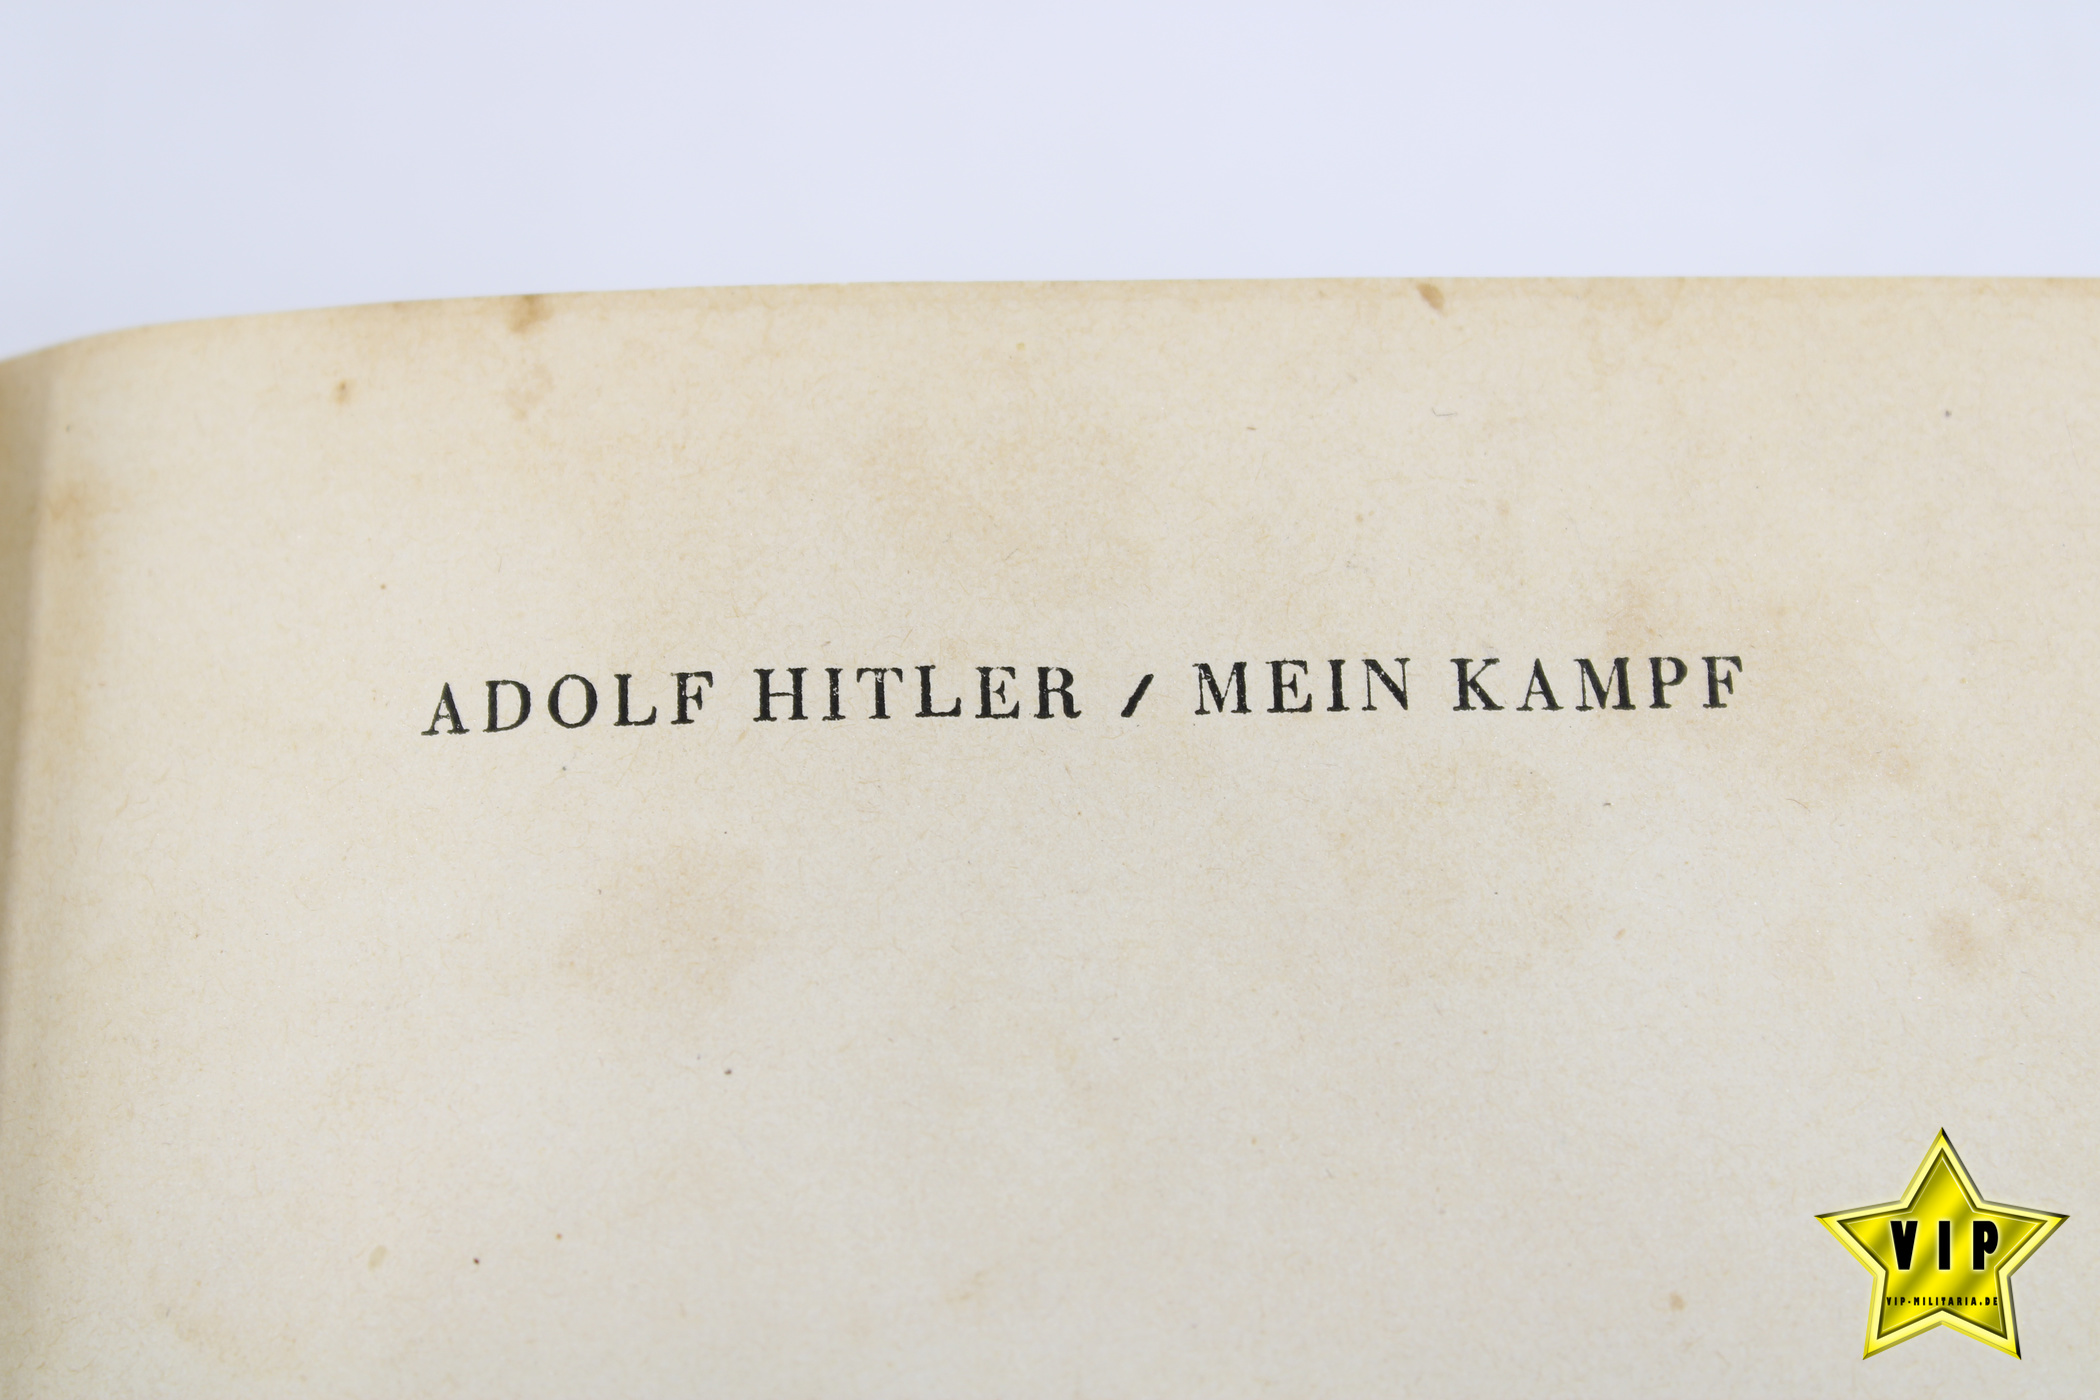 ADOLF HITLER / MEIN KAMPF
VIP
VIP-MILITARIA.DE